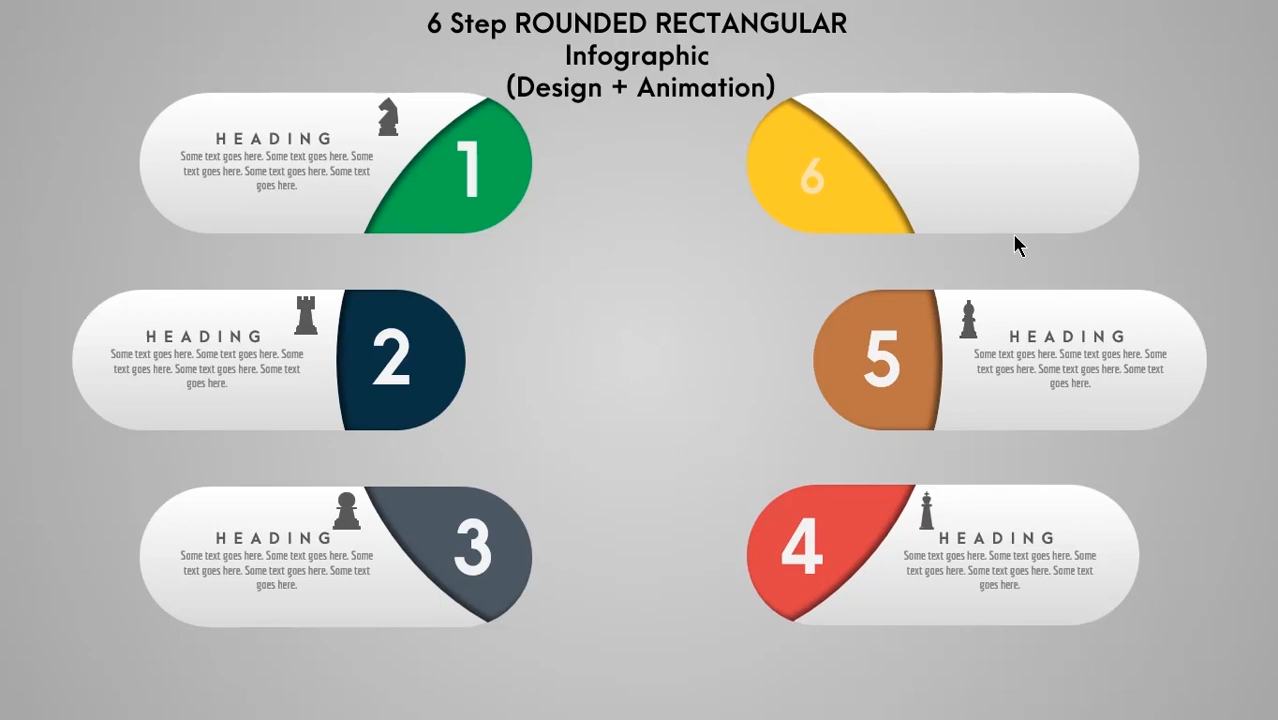 6 Step ROUNDED RECTANGULAR
Infographic
(Design + Animation)
HEADING
Some text goes here. Some text goes here. Some
text goes here. Some text goes here. Some text
goes here.
1
HEADING
Some text goes here. Some text goes here. Some
text goes here. Some text goes here. Some text
goes here.
2
HEADING
Some text goes here. Some text goes here. Some
text goes here. Some text goes here. Some text
goes here.
3
4
HEADING
Some text goes here. Some text goes here. Some
text goes here. Some text goes here. Some text
goes here.
5
HEADING
Some text goes here. Some text goes here. Some
text goes here. Some text goes here. Some text
goes here.
6